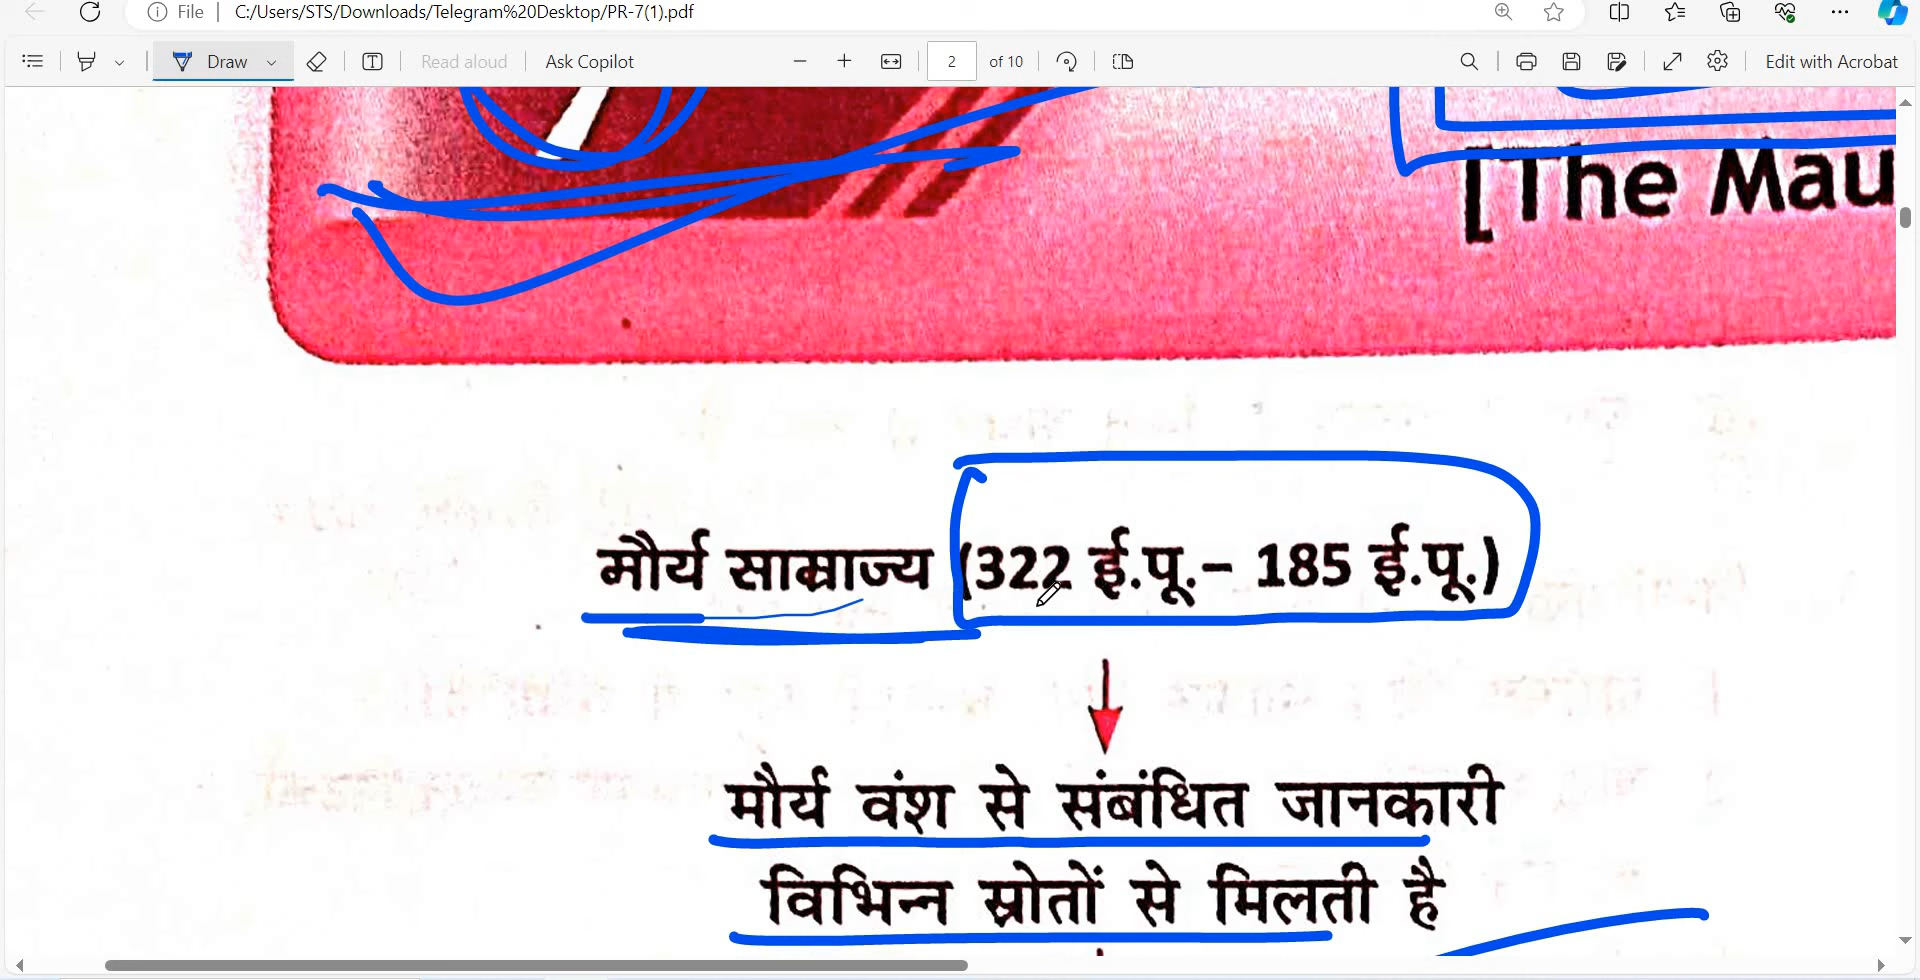 File
C:/Users/STS/Downloads/Telegram%20Desktop/PR-7(1).pdf
Draw
Read aloud
Ask Copilot
2 of 10
Edit with Acrobat
[The Mau
मौर्य साम्राज्य (322 ई.पू.– 185 ई.पू.)
मौर्य वंश से संबंधित जानकारी
विभिन्न स्रोतों से मिलती है